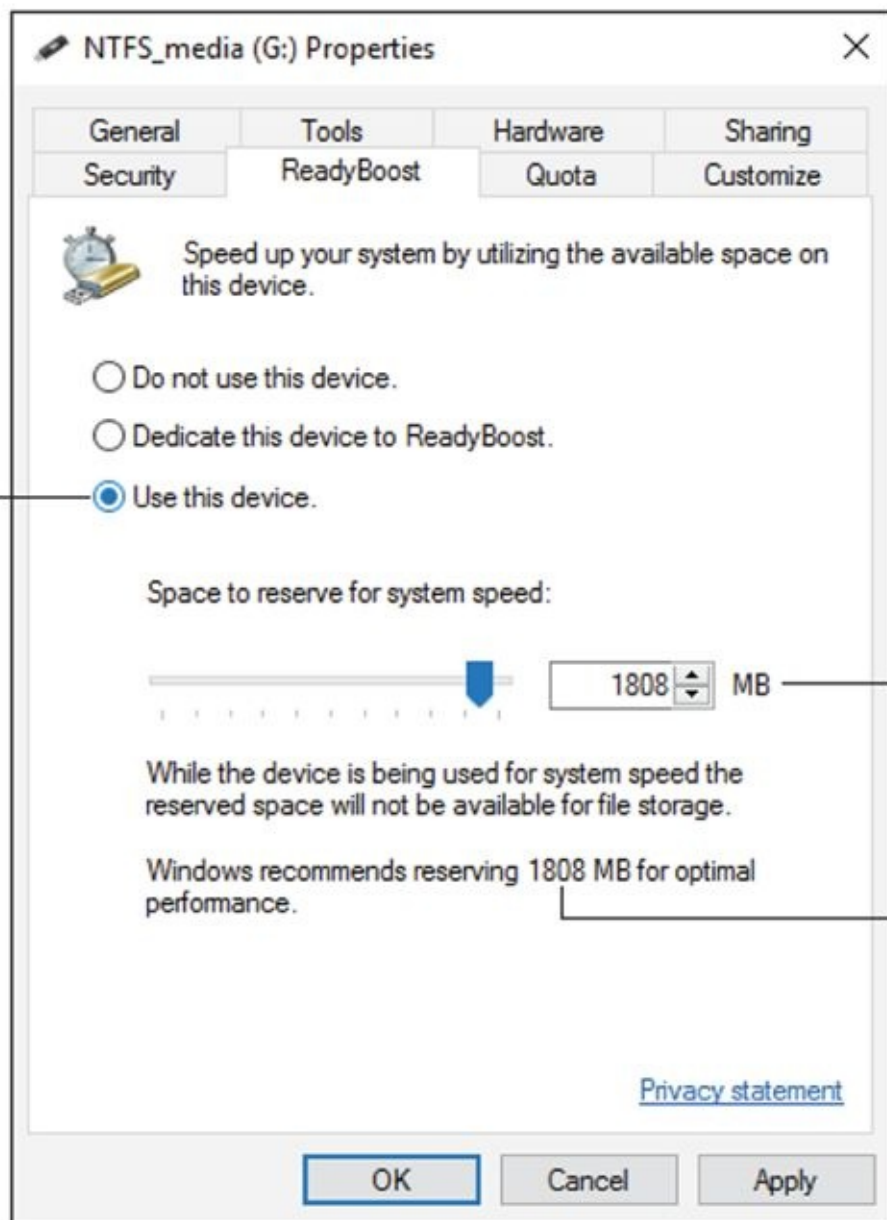 NTFS_media (G:) Properties
General Tools Hardware Sharing
Security ReadyBoost Quota Customize
Speed up your system by utilizing the available space on
this device.
Do not use this device.
Dedicate this device to ReadyBoost.
Use this device.
Space to reserve for system speed:
1808 MB
While the device is being used for system speed the
reserved space will not be available for file storage.
Windows recommends reserving 1808 MB for optimal
performance.
Privacy statement
OK Cancel Apply